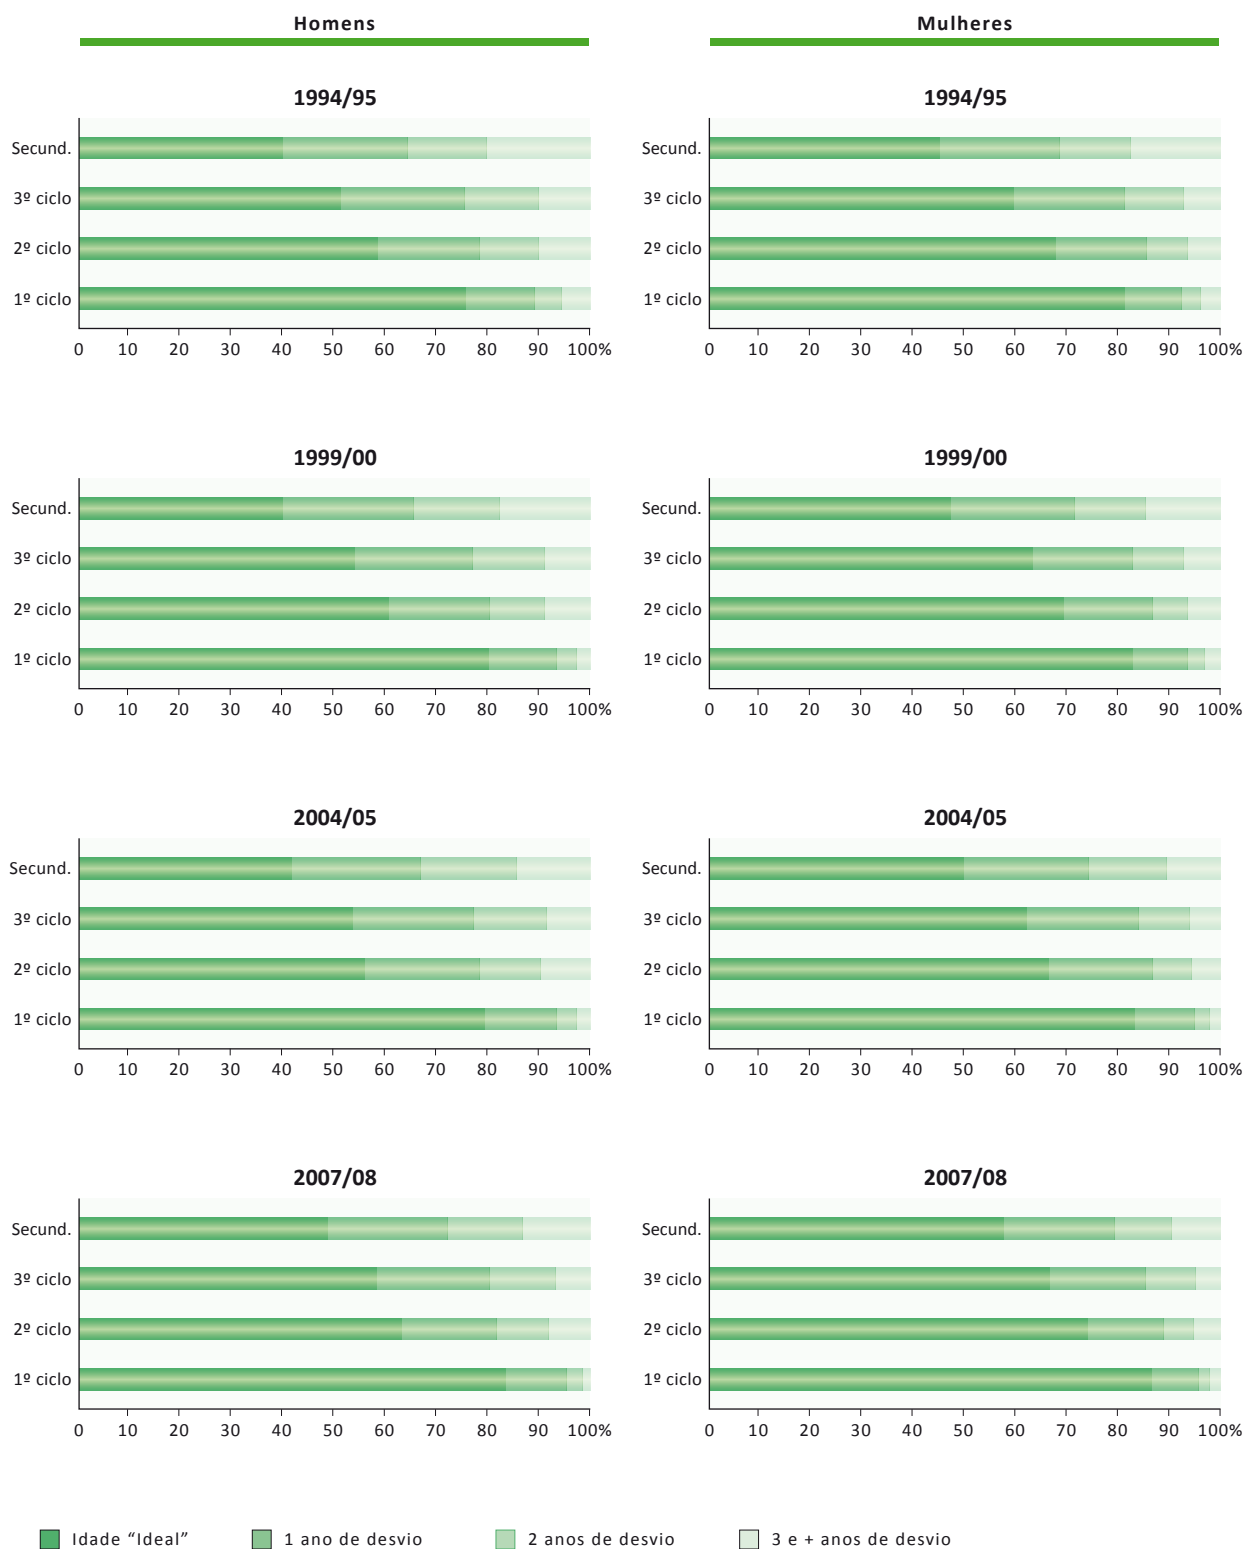 Homens
Mulheres
1994/95
Secund.
3º ciclo
2º ciclo
1º ciclo
0 10 20 30 40 50 60 70 80 90 100%
1994/95
Secund.
3º ciclo
2º ciclo
1º ciclo
0 10 20 30 40 50 60 70 80 90 100%
1999/00
Secund.
3º ciclo
2º ciclo
1º ciclo
0 10 20 30 40 50 60 70 80 90 100%
1999/00
Secund.
3º ciclo
2º ciclo
1º ciclo
0 10 20 30 40 50 60 70 80 90 100%
2004/05
Secund.
3º ciclo
2º ciclo
1º ciclo
0 10 20 30 40 50 60 70 80 90 100%
2004/05
Secund.
3º ciclo
2º ciclo
1º ciclo
0 10 20 30 40 50 60 70 80 90 100%
2007/08
Secund.
3º ciclo
2º ciclo
1º ciclo
0 10 20 30 40 50 60 70 80 90 100%
2007/08
Secund.
3º ciclo
2º ciclo
1º ciclo
0 10 20 30 40 50 60 70 80 90 100%
Idade “Ideal” 1 ano de desvio 2 anos de desvio 3 e + anos de desvio